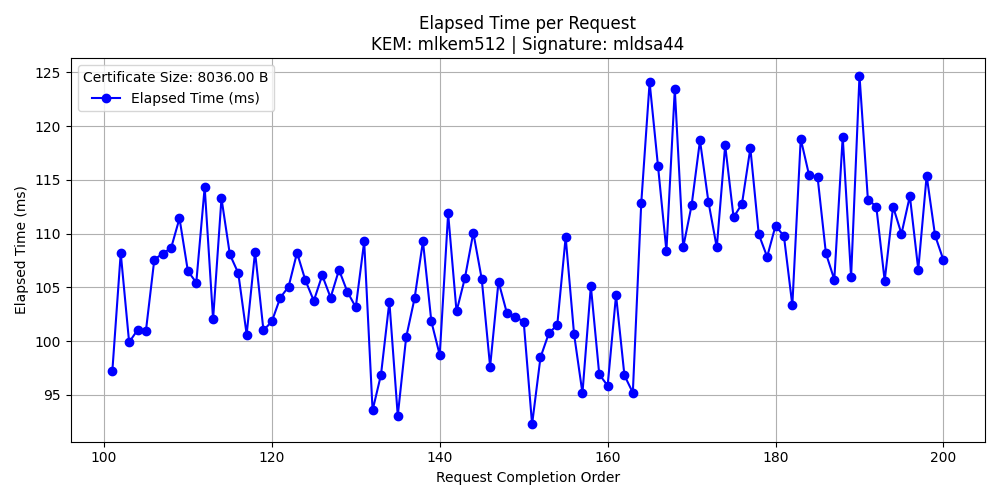 Elapsed Time per Request
KEM: mlkem512 | Signature: mldsa44
Certificate Size: 8036.00 B
Elapsed Time (ms)
Elapsed Time (ms)
125
120
115
110
105
100
95
100 120 140 160 180 200
Request Completion Order